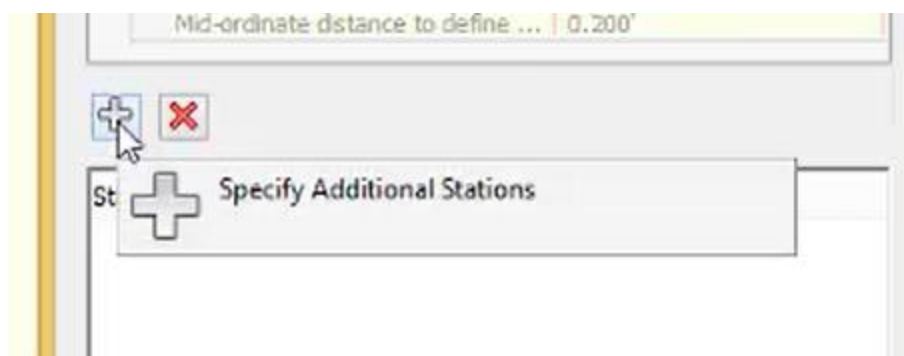 Mid-ordinate distance to define ... 0.200'
Specify Additional Stations
St